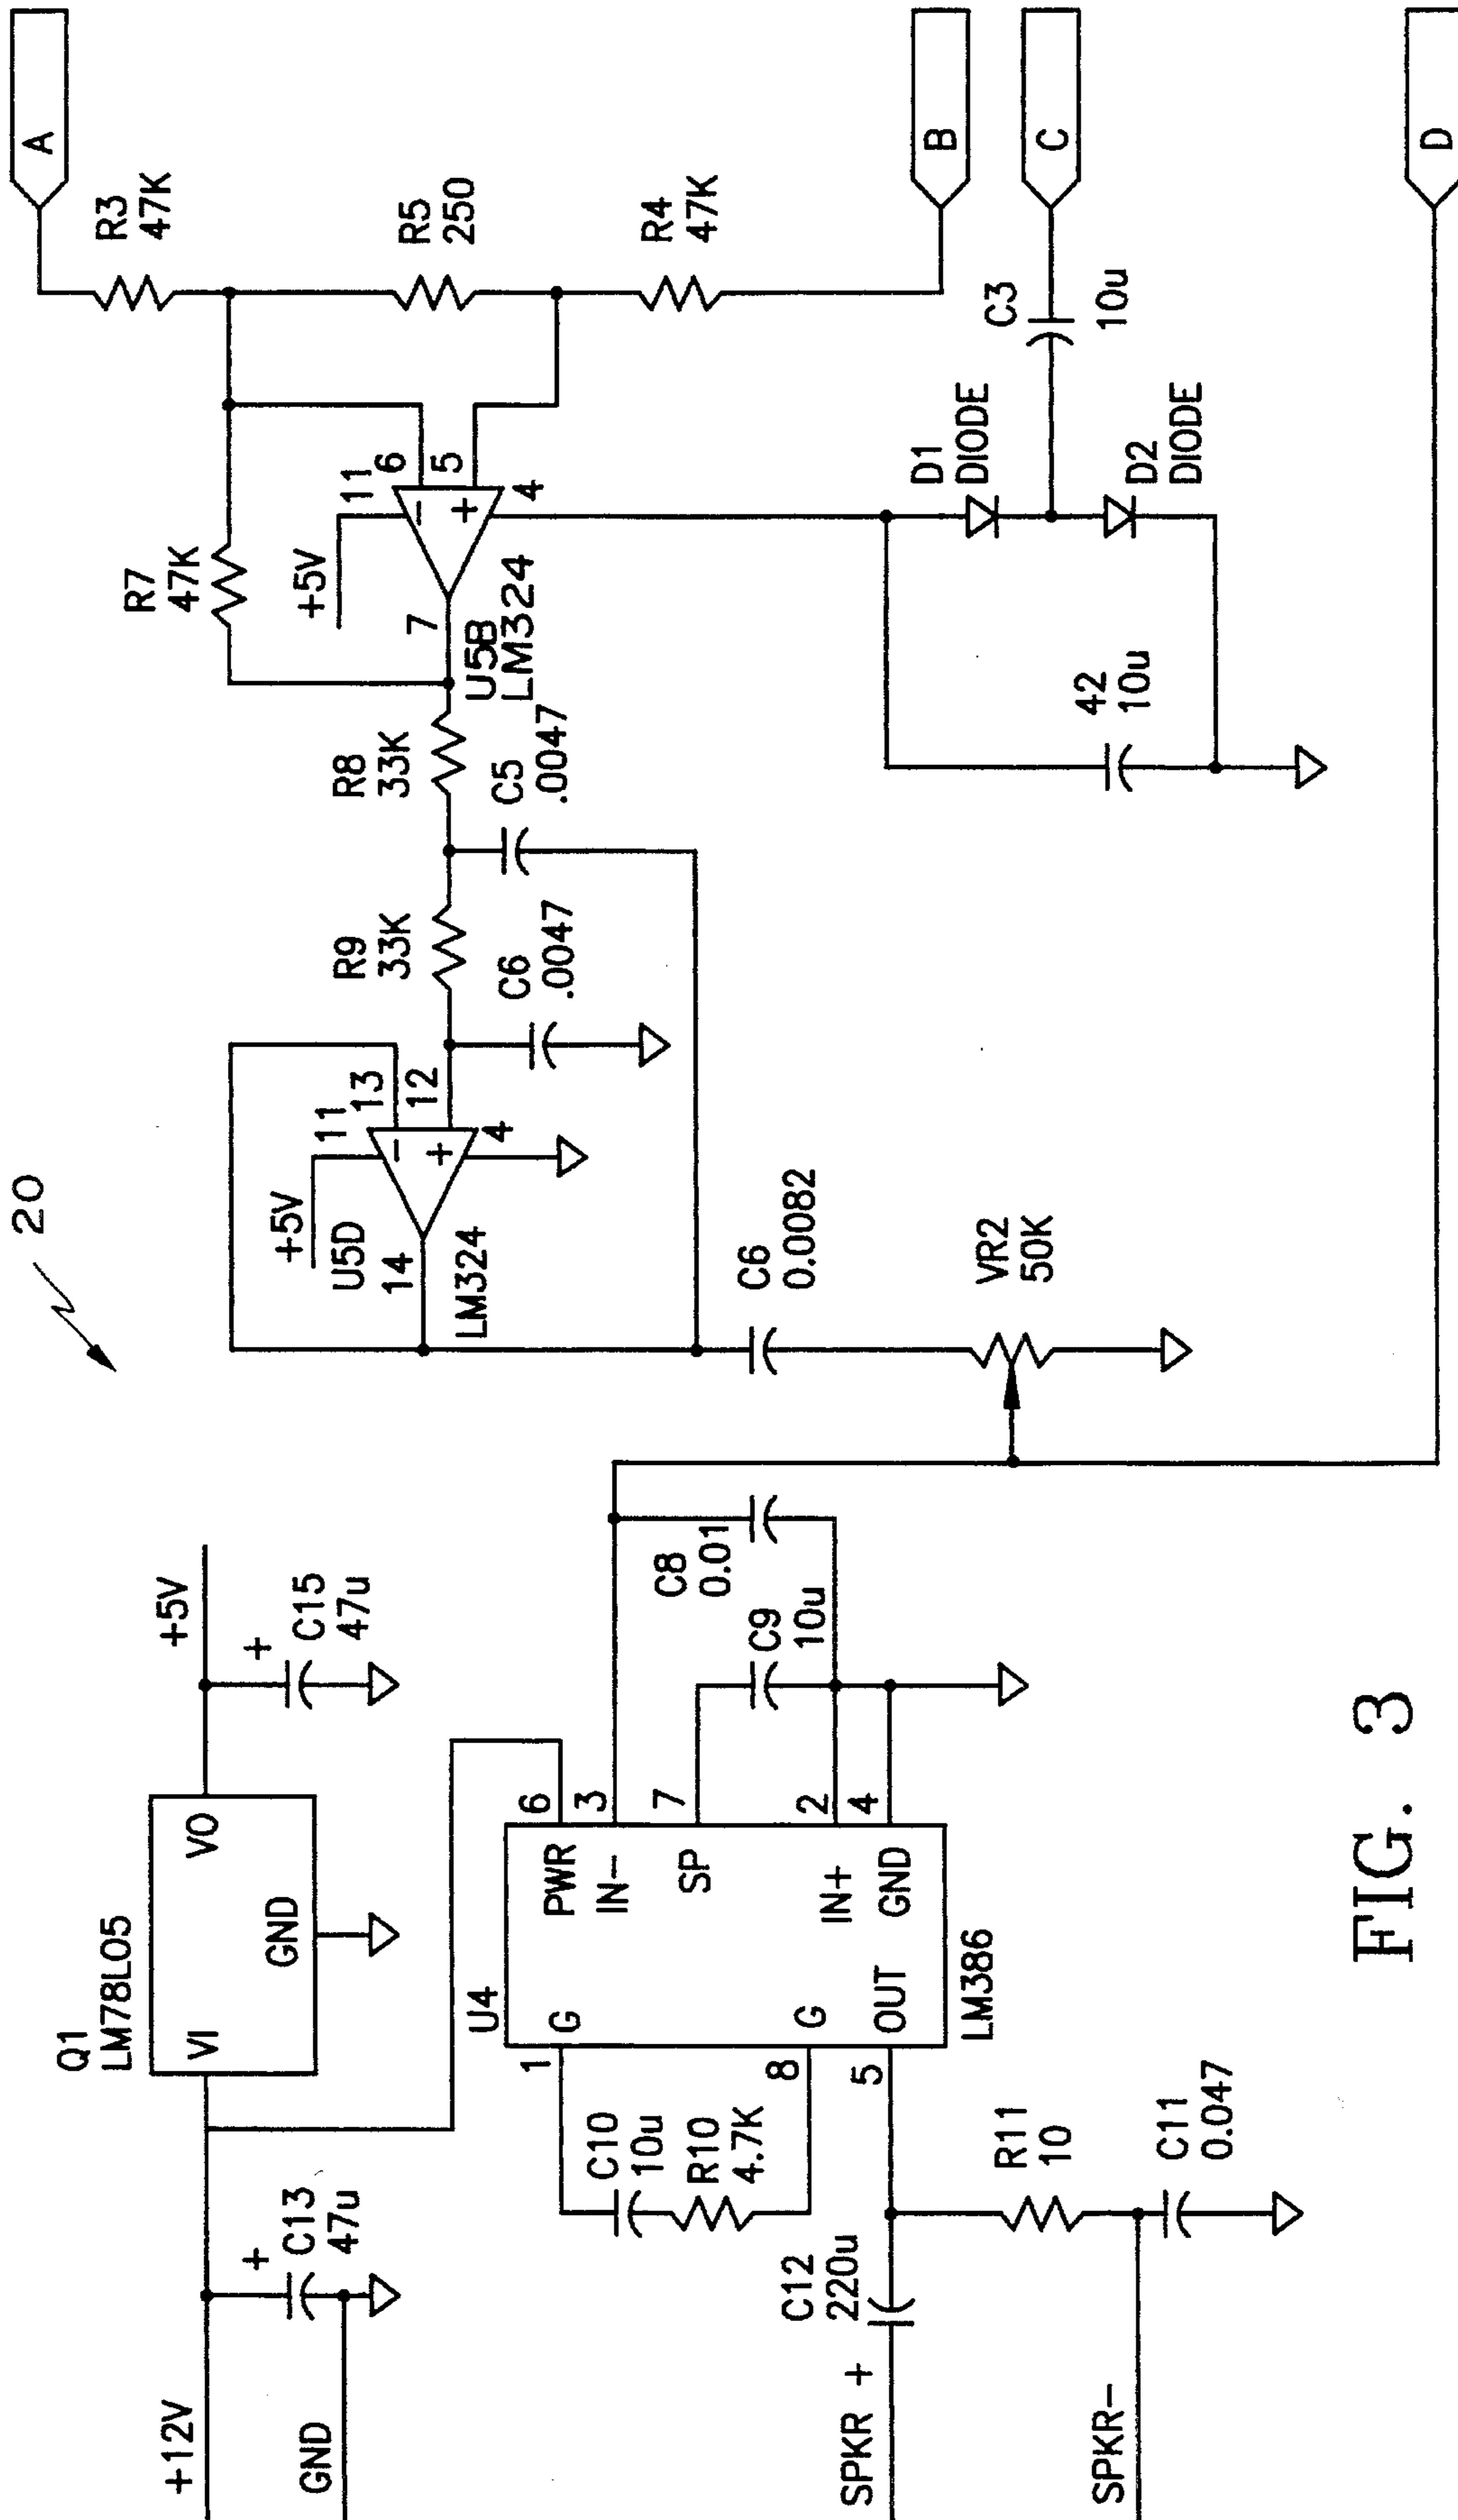 20
+12V
+
C13
47u
GND
Q1
LM78L05
VI
VO
GND
+5V
+
C15
47u
U4
G
1
PWR
6
IN-
3
SP
7
G
8
IN+
2
OUT
5
GND
4
LM386
C10
10u
R10
4.7K
C12
220u
SPKR +
R11
10
SPKR-
C11
0.047
C8
0.01
C9
10u
+5V
11
U5D
14
13
12
-
+
4
LM324
C6
0.0082
VR2
50K
R9
33K
C6
.0047
R8
33K
C5
.0047
R7
47K
+5V
11
7
6
5
-
+
4
U5B
LM324
42
10u
D1
DIODE
D2
DIODE
C3
10u
R3
47K
R5
250
R4
47K
A
B
C
D
FIG. 3